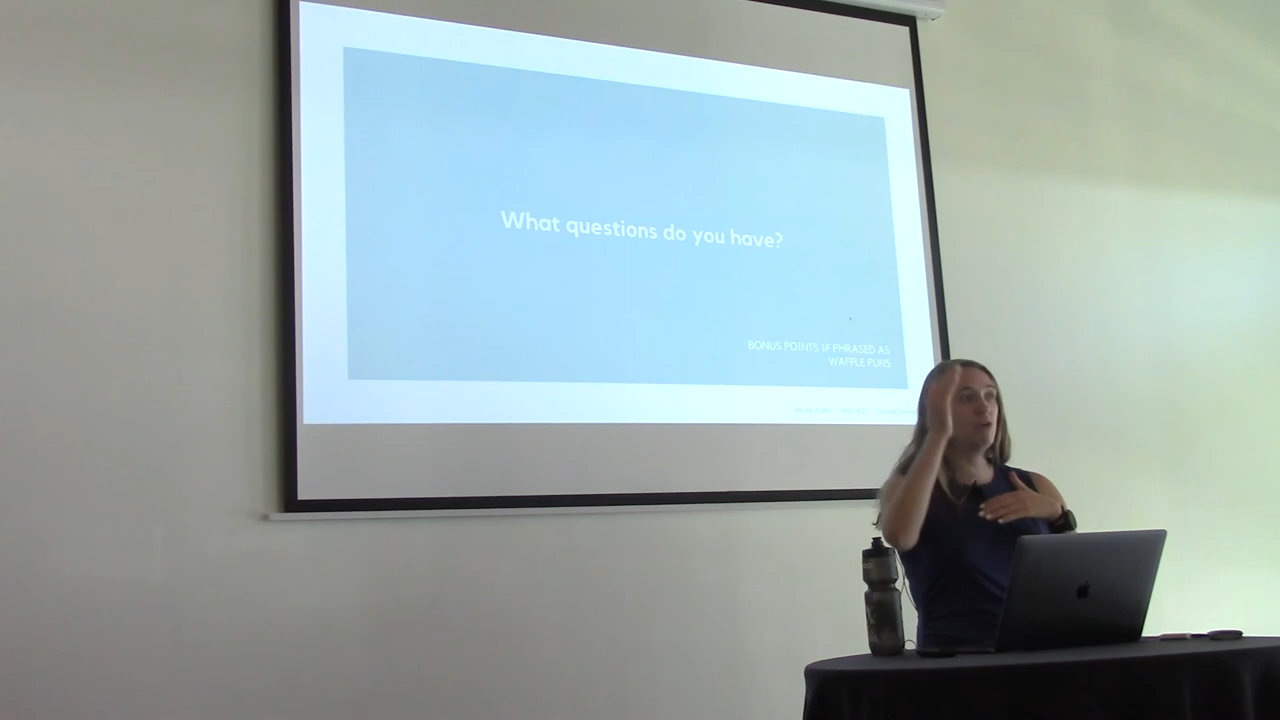 What questions do you have?
BONUS POINTS IF PHRASED AS
WAFFLE PUNS